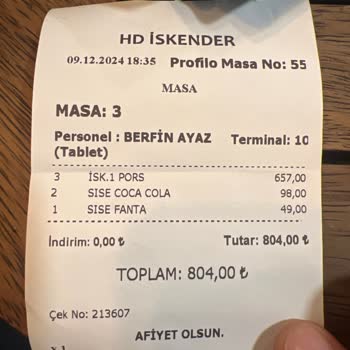 HD İSKENDER
09.12.2024 18:35 Profilo Masa No: 55
MASA
MASA: 3
Personel : BERFİN AYAZ Terminal: 10
(Tablet)
3 İSK.1 PORS 657,00
2 SISE COCA COLA 98,00
1 SISE FANTA 49,00
İndirim: 0,00 ₺ Tutar: 804,00 ₺
TOPLAM: 804,00 ₺
Çek No: 213607
AFİYET OLSUN.